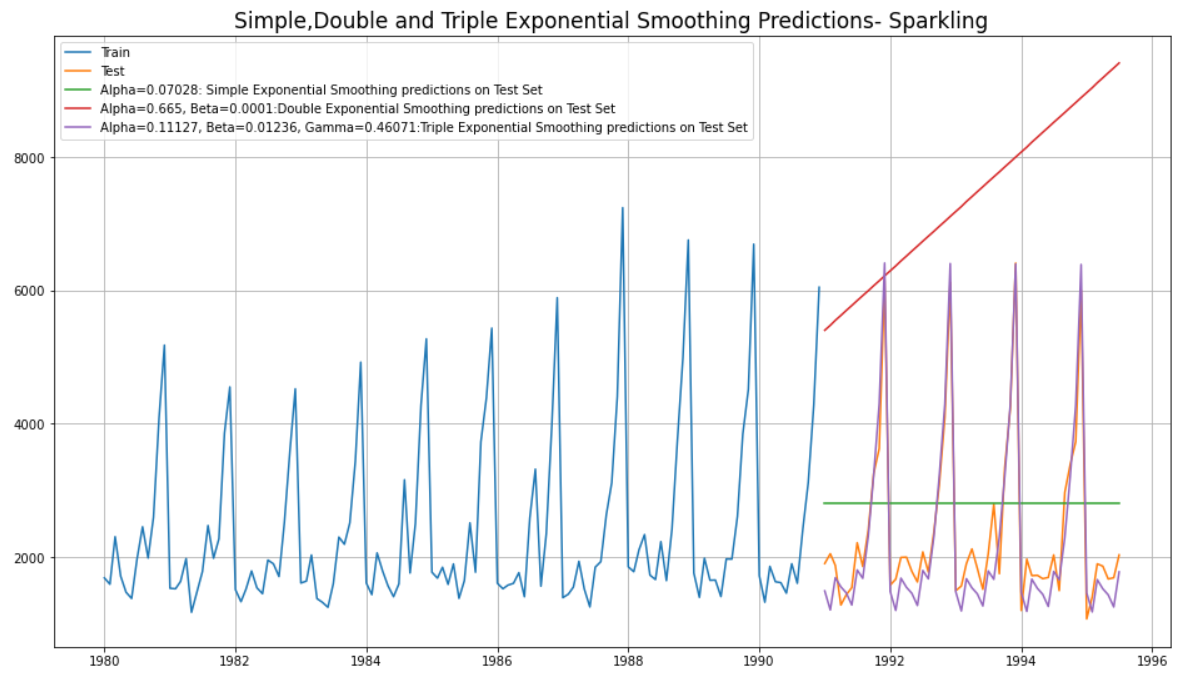 Simple,Double and Triple Exponential Smoothing Predictions- Sparkling
Train
Test
Alpha=0.07028: Simple Exponential Smoothing predictions on Test Set
Alpha=0.665, Beta=0.0001:Double Exponential Smoothing predictions on Test Set
Alpha=0.11127, Beta=0.01236, Gamma=0.46071:Triple Exponential Smoothing predictions on Test Set
8000
6000
4000
2000
1980 1982 1984 1986 1988 1990 1992 1994 1996